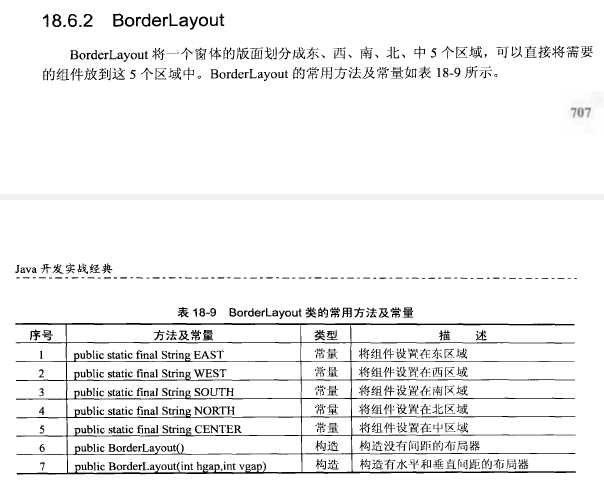 18.6.2 BorderLayout
BorderLayout 将一个窗体的版面划分成东、西、南、北、中 5 个区域，可以直接将需要
的组件放到这 5 个区域中。BorderLayout 的常用方法及常量如表 18-9 所示。
707
Java 开发实战经典
表 18-9 BorderLayout 类的常用方法及常量
序号 方法及常量 类型 描 述
1 public static final String EAST 常量 将组件设置在东区域
2 public static final String WEST 常量 将组件设置在西区域
3 public static final String SOUTH 常量 将组件设置在南区域
4 public static final String NORTH 常量 将组件设置在北区域
5 public static final String CENTER 常量 将组件设置在中区域
6 public BorderLayout() 构造 构造没有间距的布局器
7 public BorderLayout(int hgap,int vgap) 构造 构造有水平和垂直间距的布局器